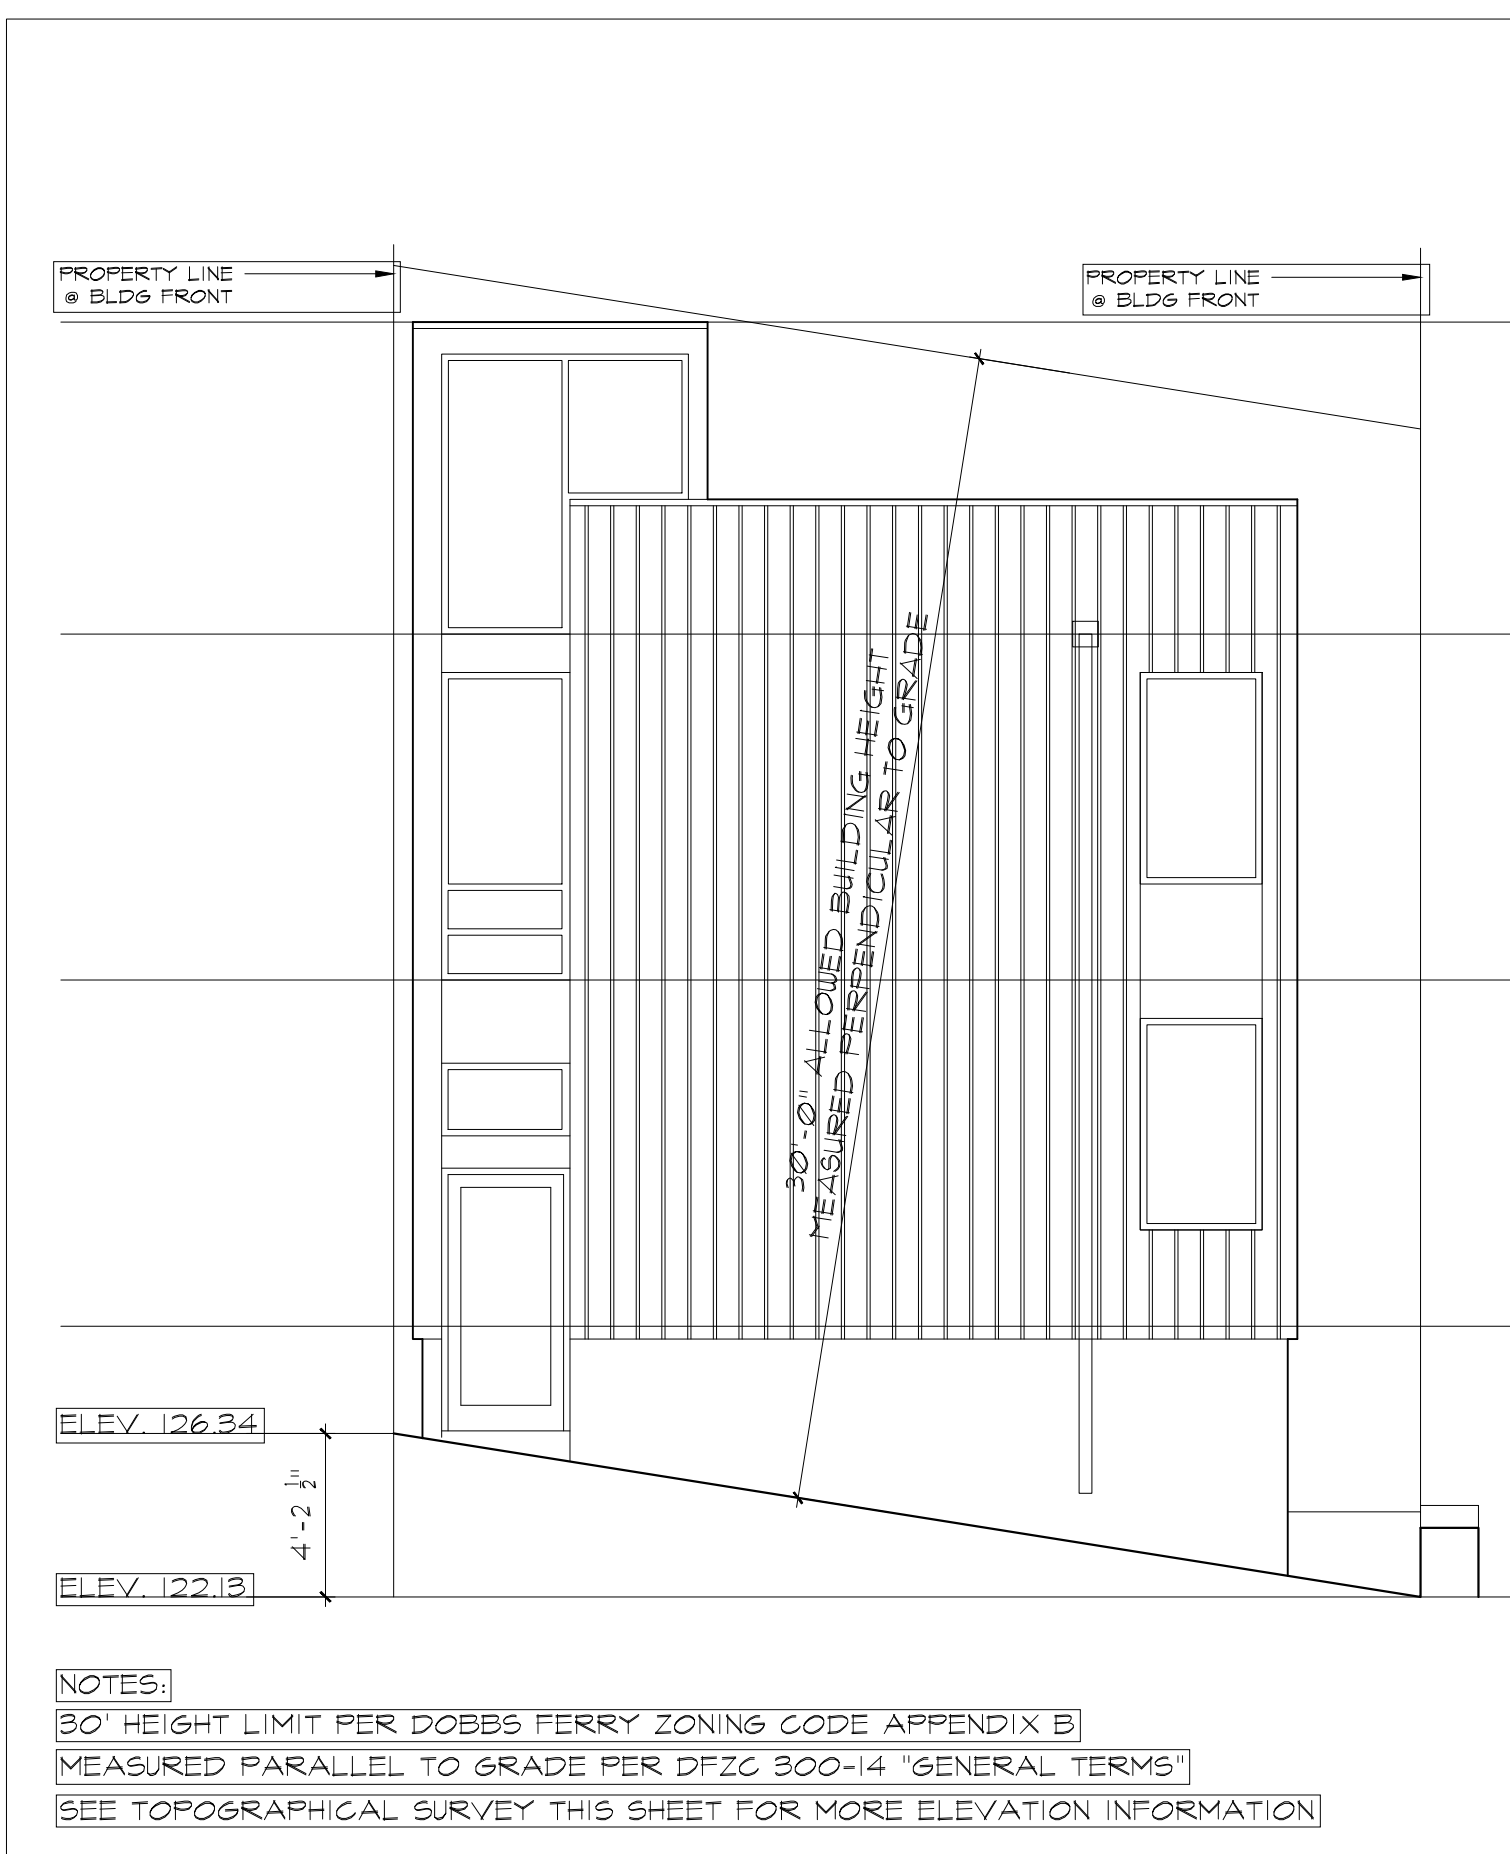 PROPERTY LINE
@ BLDG FRONT
PROPERTY LINE
@ BLDG FRONT
30'-0" ALLOWED BUILDING HEIGHT
MEASURED PERPENDICULAR TO GRADE
ELEV. 126.34
4'-2 1/2"
ELEV. 122.13
NOTES:
30' HEIGHT LIMIT PER DOBBS FERRY ZONING CODE APPENDIX B
MEASURED PARALLEL TO GRADE PER DFZC 300-14 "GENERAL TERMS"
SEE TOPOGRAPHICAL SURVEY THIS SHEET FOR MORE ELEVATION INFORMATION